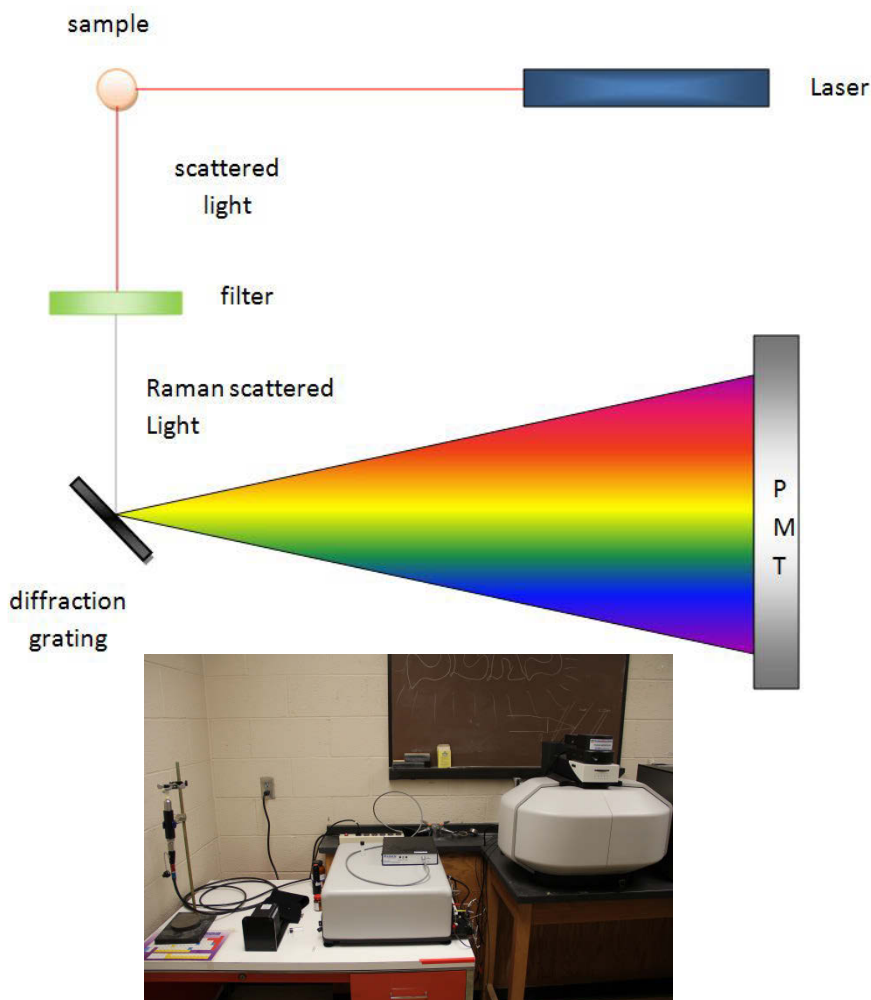 sample
Laser
scattered
light
filter
Raman scattered
Light
P
M
T
diffraction
grating